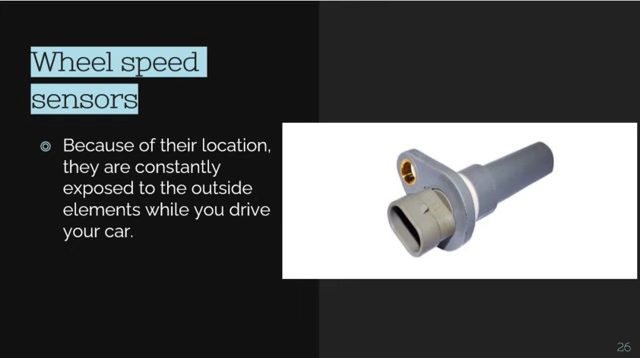 Wheel speed
sensors
Because of their location,
they are constantly
exposed to the outside
elements while you drive
your car.
26